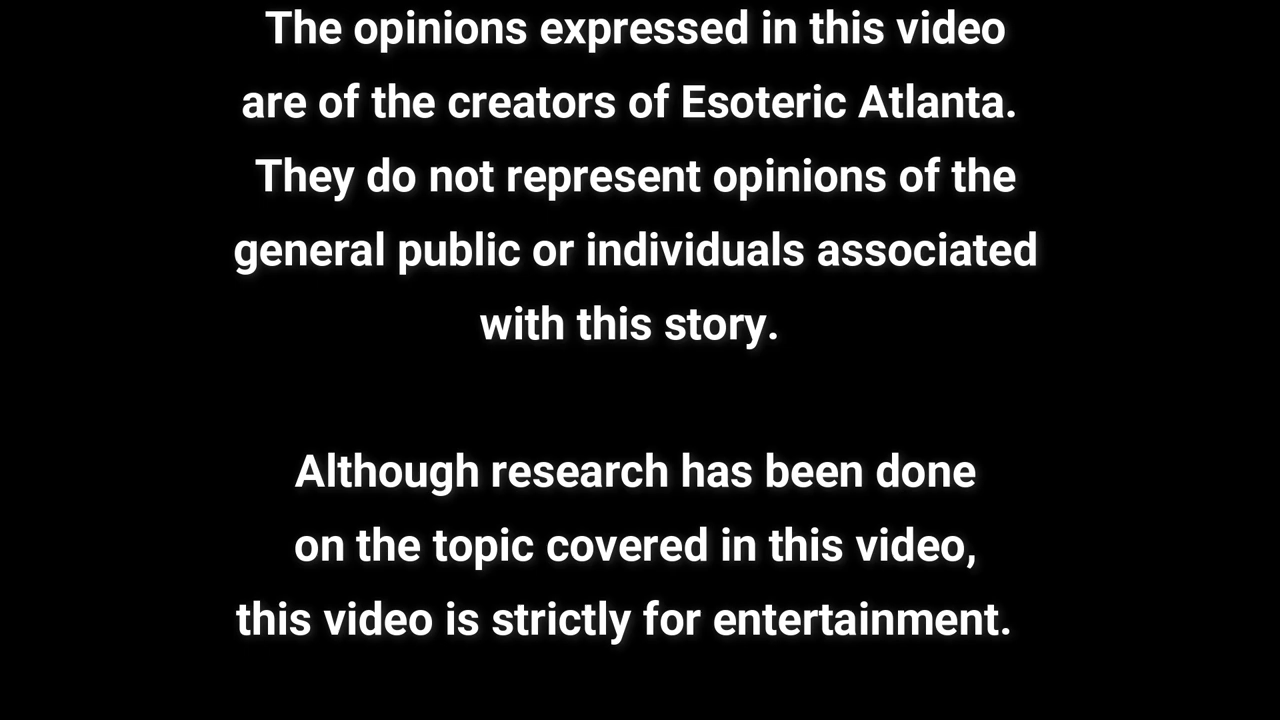 The opinions expressed in this video
are of the creators of Esoteric Atlanta.
They do not represent opinions of the
general public or individuals associated
with this story.
Although research has been done
on the topic covered in this video,
this video is strictly for entertainment.